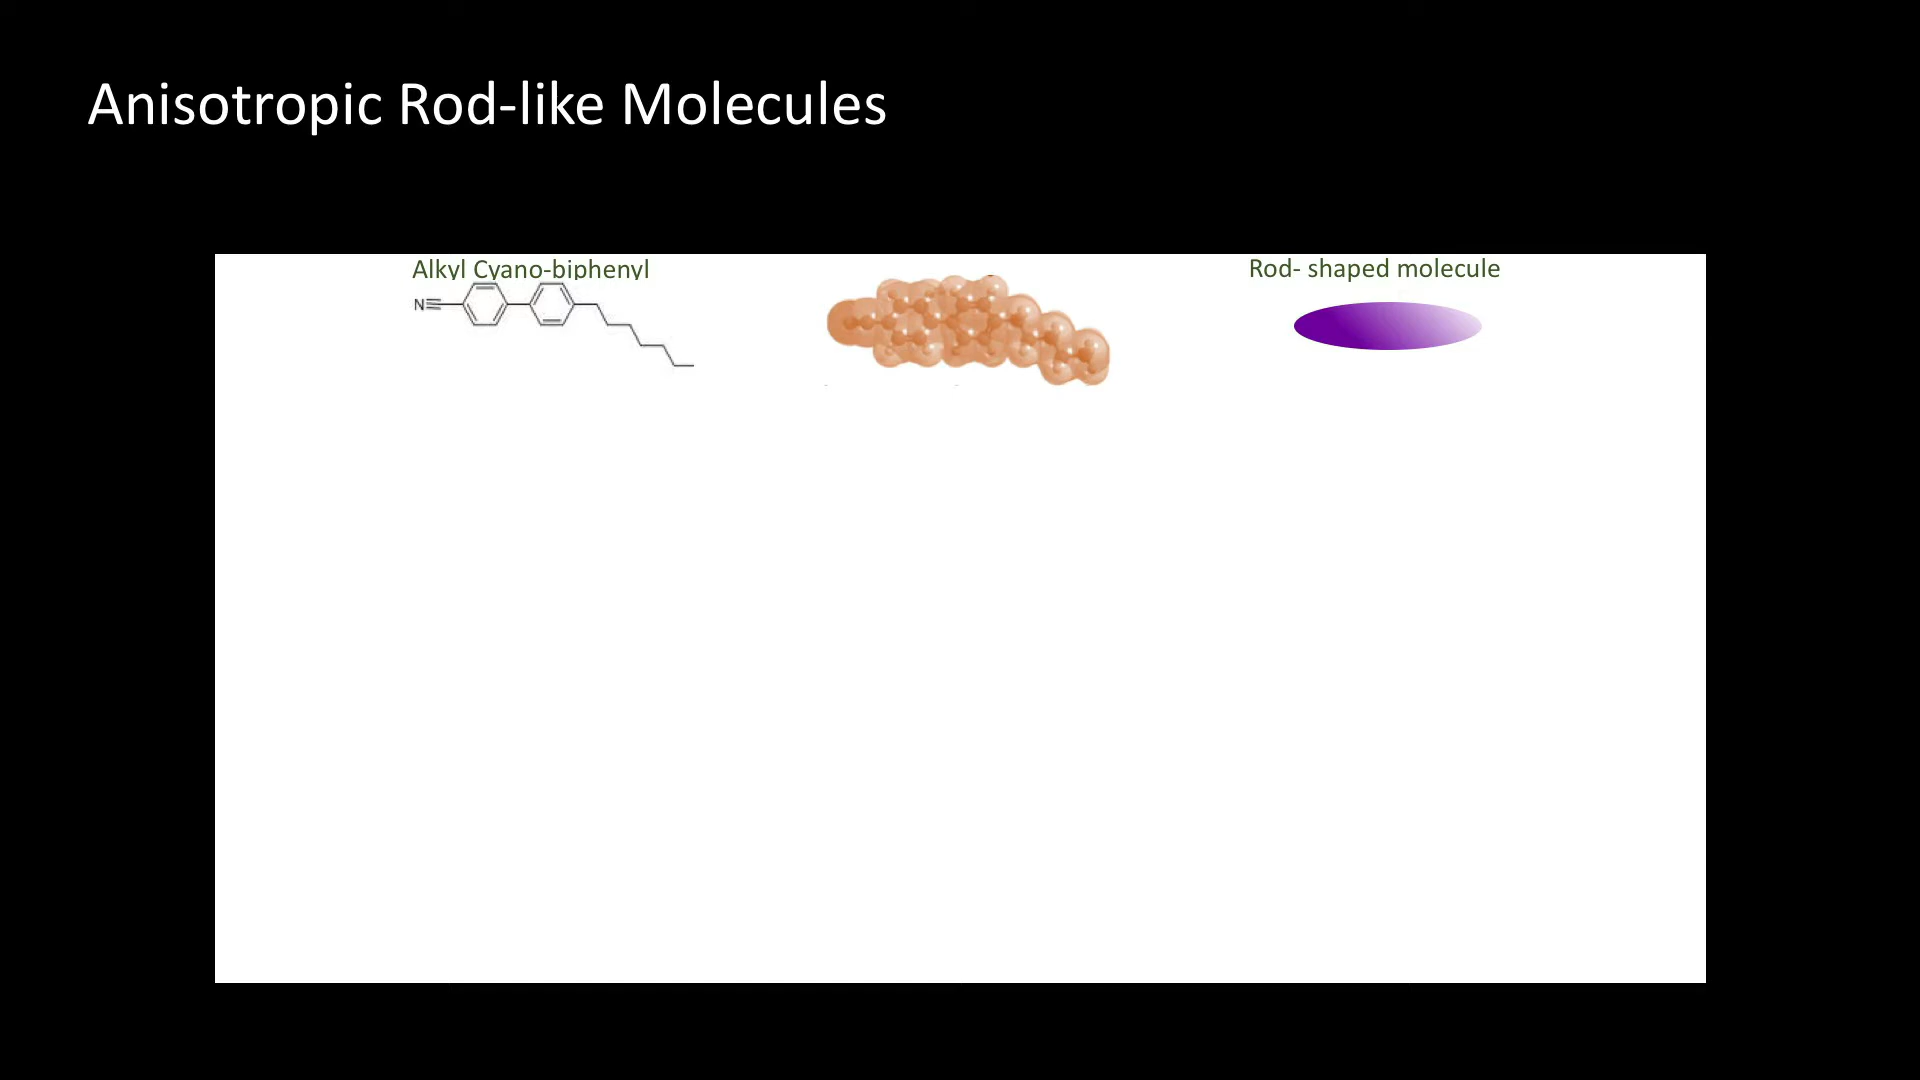 Anisotropic Rod-like Molecules
Alkyl Cyano-biphenyl
Rod- shaped molecule
N